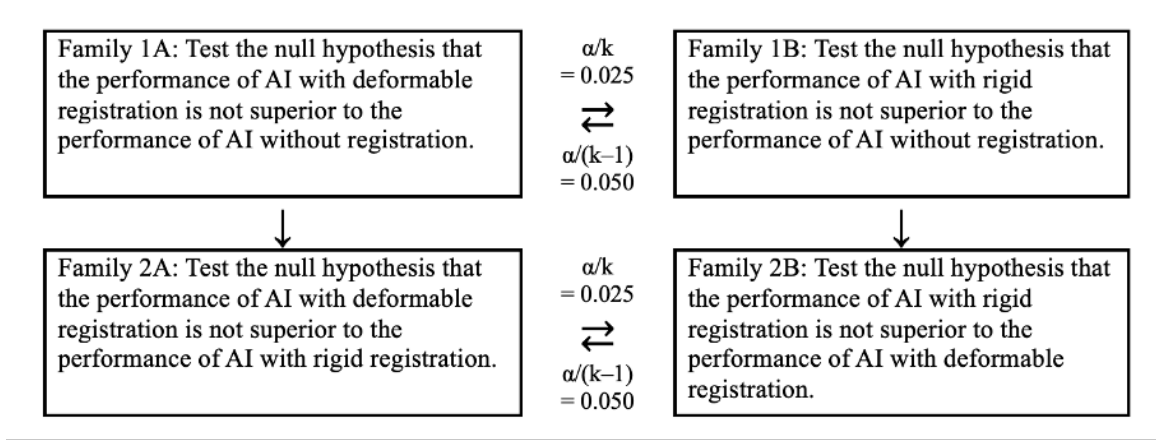 Family 1A: Test the null hypothesis that
the performance of AI with deformable
registration is not superior to the
performance of AI without registration.
α/k
= 0.025
⇄
α/(k–1)
= 0.050
Family 1B: Test the null hypothesis that
the performance of AI with rigid
registration is not superior to the
performance of AI without registration.
↓
↓
Family 2A: Test the null hypothesis that
the performance of AI with deformable
registration is not superior to the
performance of AI with rigid registration.
α/k
= 0.025
⇄
α/(k–1)
= 0.050
Family 2B: Test the null hypothesis that
the performance of AI with rigid
registration is not superior to the
performance of AI with deformable
registration.